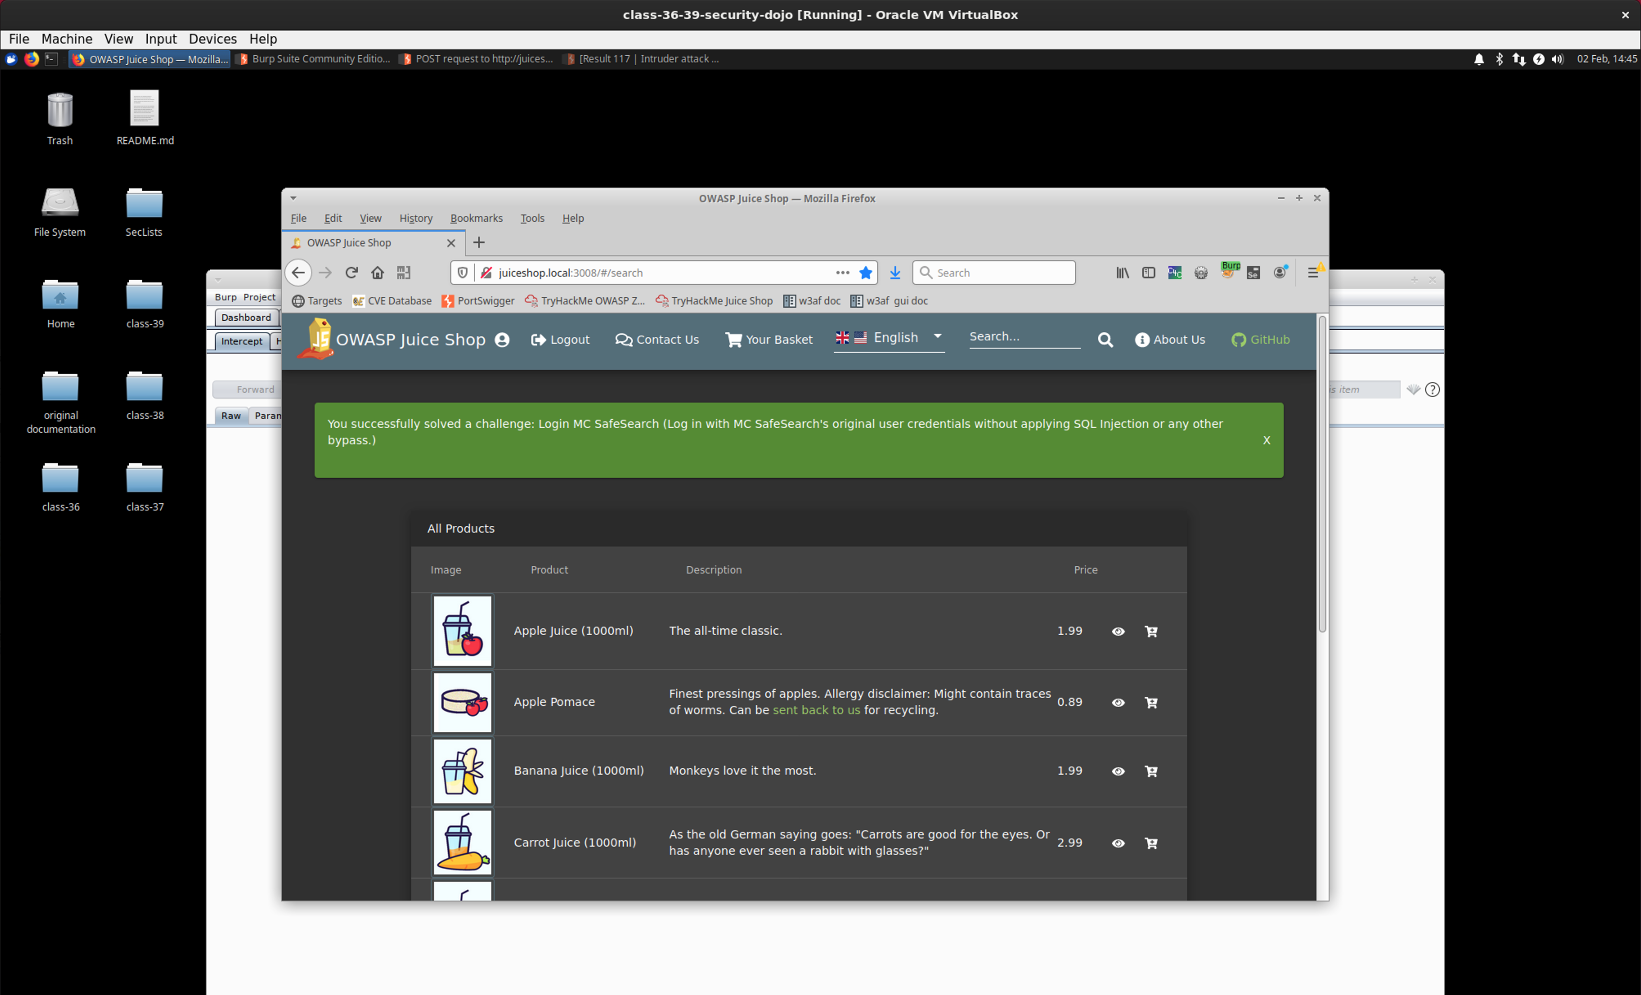 class-36-39-security-dojo [Running] - Oracle VM VirtualBox
File Machine View Input Devices Help
OWASP Juice Shop — Mozilla... Burp Suite Community Editio... POST request to http://juices... [Result 117 | Intruder attack ... 02 Feb, 14:45
Trash README.md
File System SecLists
Home class-39
original documentation class-38
class-36 class-37
Burp Project
Dashboard
Intercept H
Forward
Raw Paran
s item
?
OWASP Juice Shop — Mozilla Firefox
File Edit View History Bookmarks Tools Help
OWASP Juice Shop
juiceshop.local:3008/#/search Search Burp
Targets CVE Database PortSwigger TryHackMe OWASP Z... TryHackMe Juice Shop w3af doc w3af gui doc
OWASP Juice Shop Logout Contact Us Your Basket English Search... About Us GitHub
You successfully solved a challenge: Login MC SafeSearch (Log in with MC SafeSearch's original user credentials without applying SQL Injection or any other
bypass.) X
All Products
Image Product Description Price
Apple Juice (1000ml) The all-time classic. 1.99
Apple Pomace Finest pressings of apples. Allergy disclaimer: Might contain traces
of worms. Can be sent back to us for recycling. 0.89
Banana Juice (1000ml) Monkeys love it the most. 1.99
Carrot Juice (1000ml) As the old German saying goes: "Carrots are good for the eyes. Or
has anyone ever seen a rabbit with glasses?" 2.99